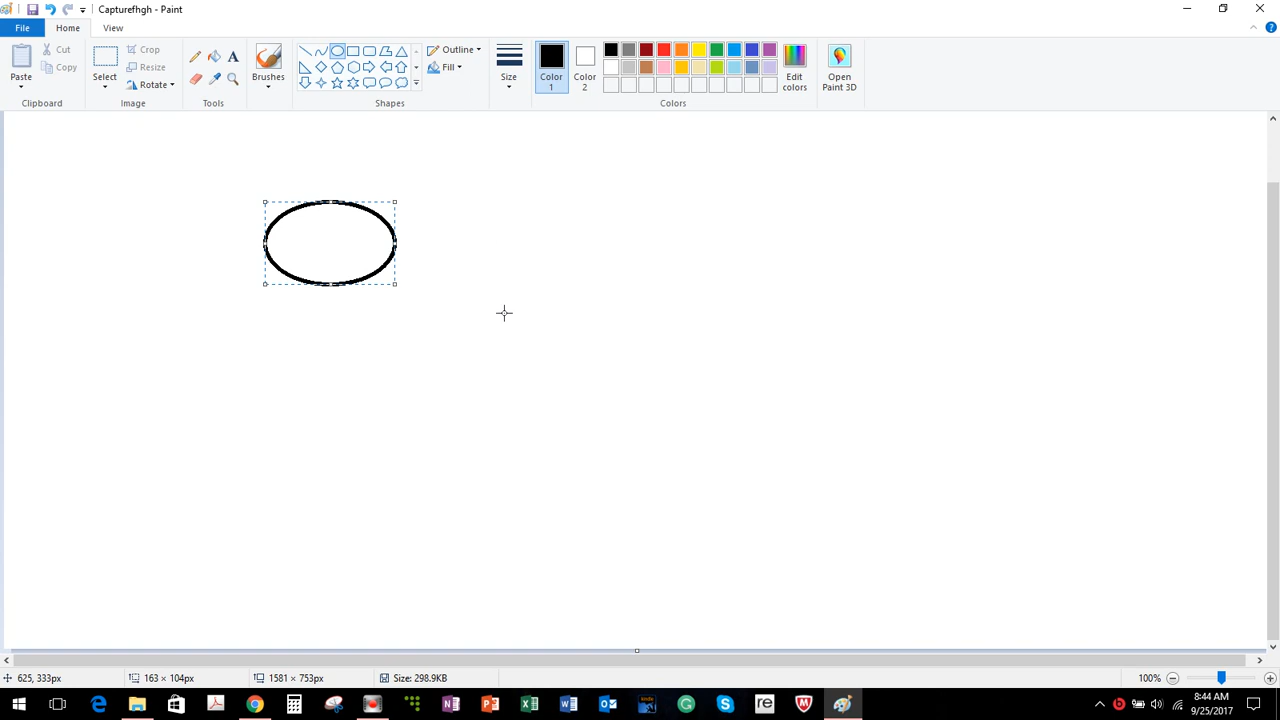 Capturefhgh - Paint
File Home View
Paste Cut Copy
Clipboard
Select Crop Resize Rotate
Image
Tools
Brushes
Shapes
Outline
Fill
Size
Color 1
Color 2
Colors
Edit colors
Open Paint 3D
625, 333px 163 × 104px 1581 × 753px Size: 298.9KB 100%
re
8:44 AM
9/25/2017